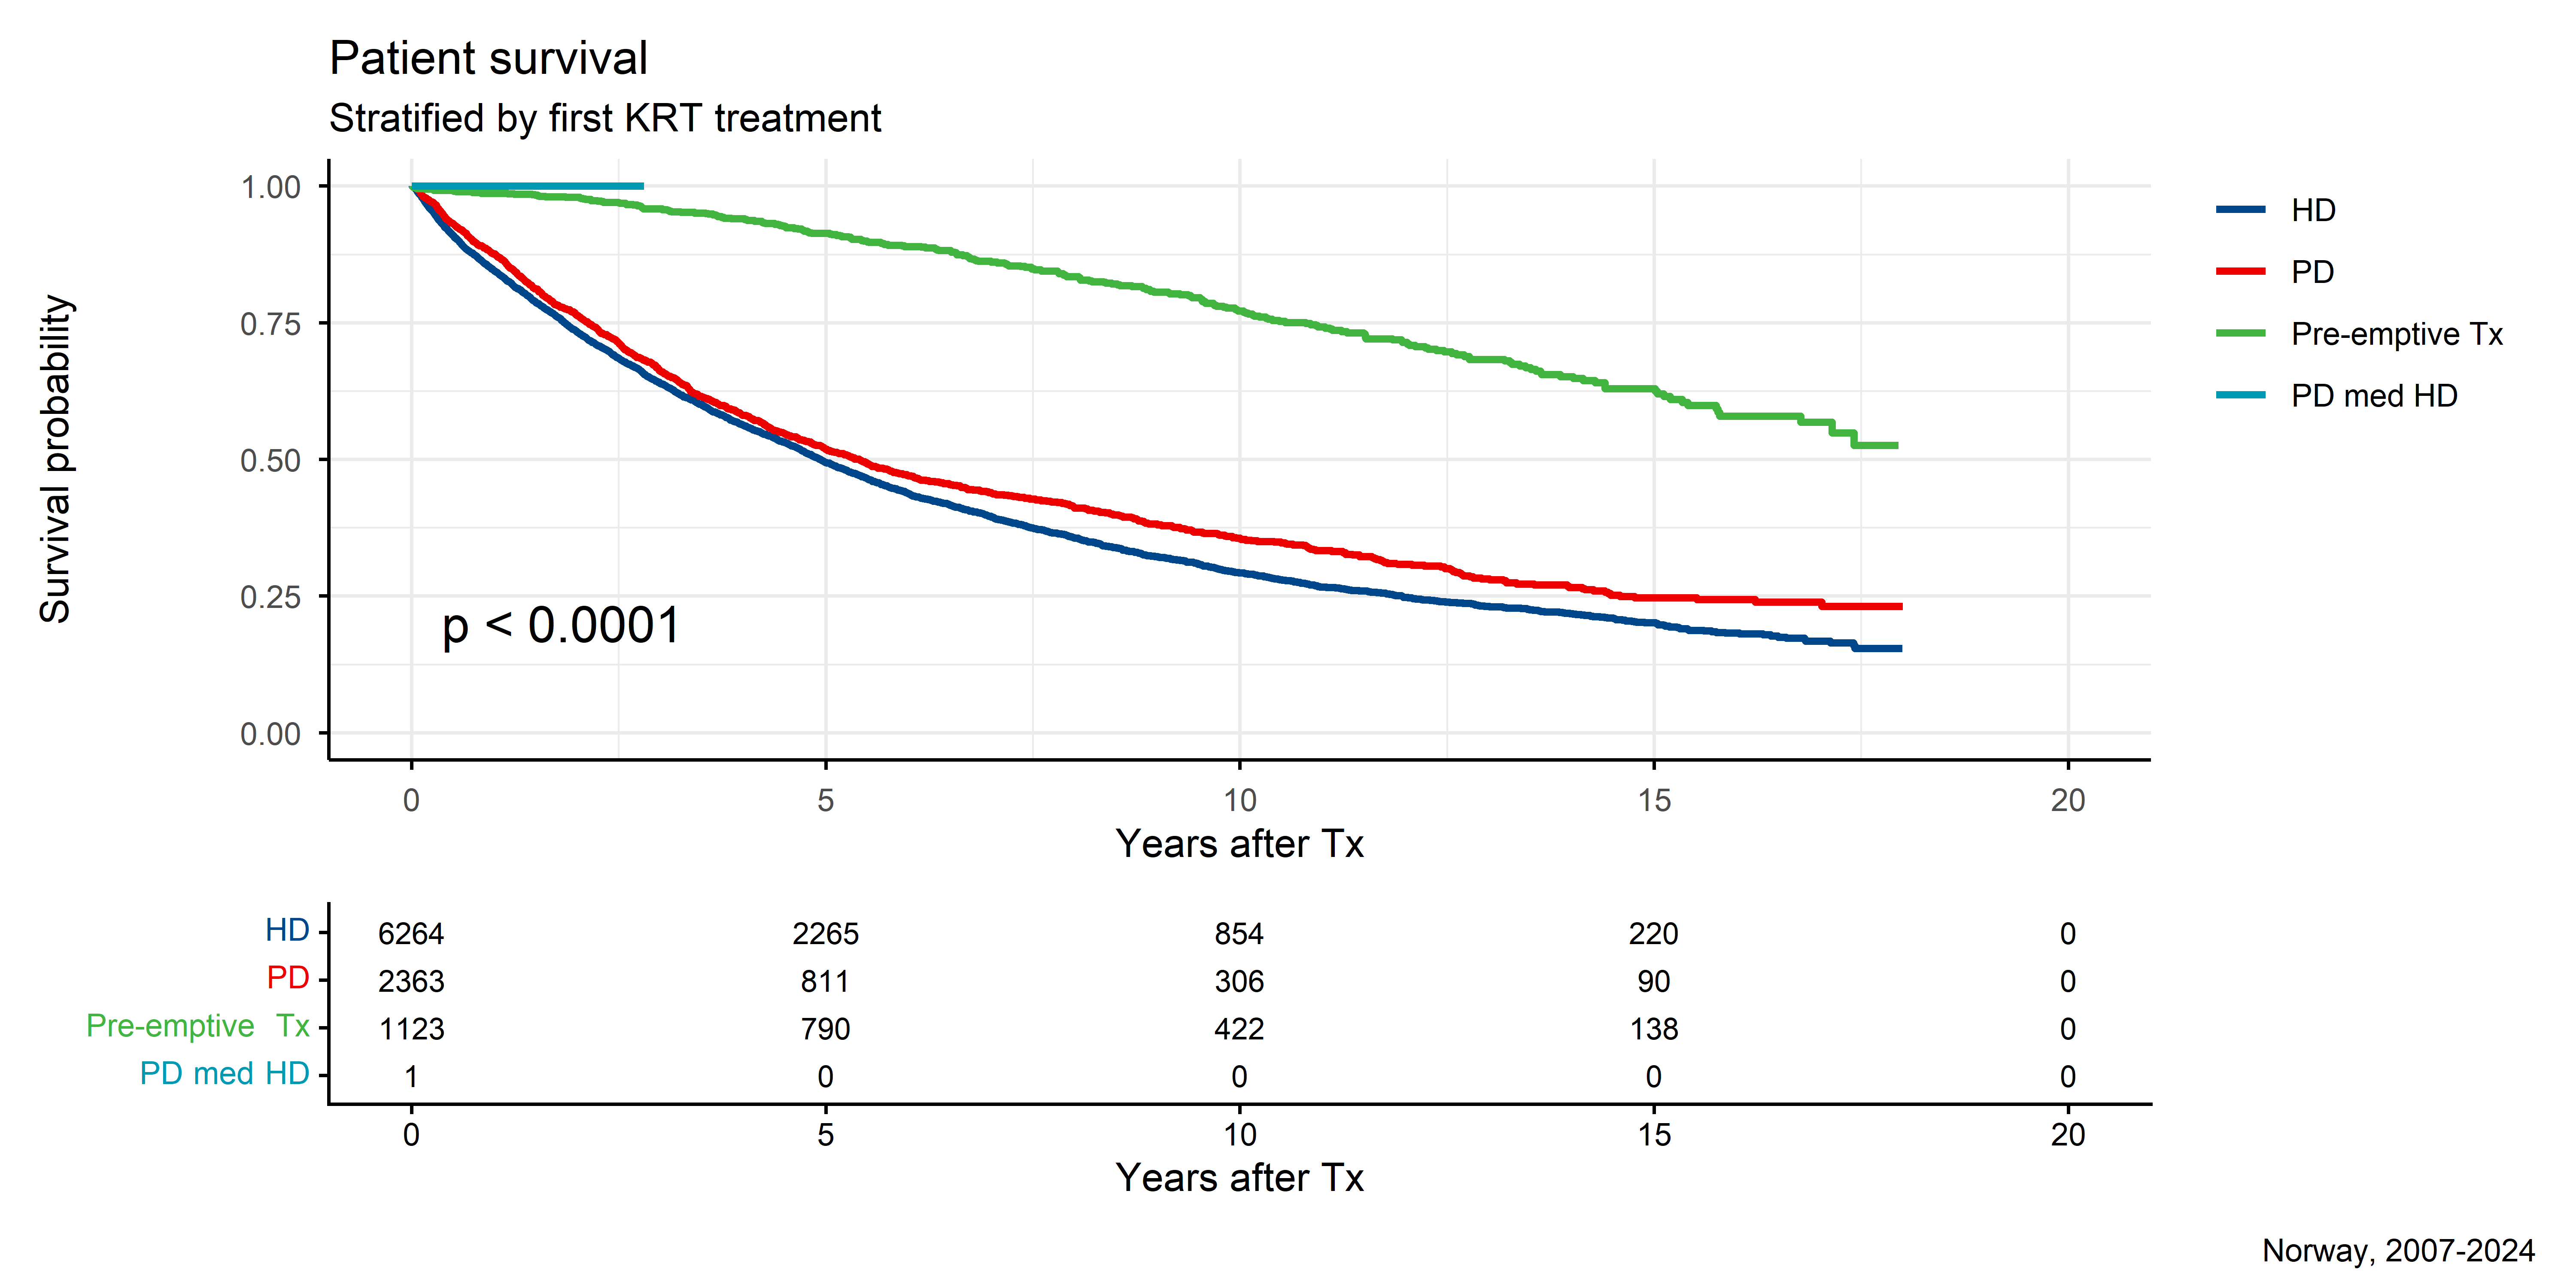 Patient survival
Stratified by first KRT treatment
Survival probability
1.00
0.75
0.50
0.25
0.00
p < 0.0001
0 5 10 15 20
Years after Tx
HD
PD
Pre-emptive Tx
PD med HD
HD 6264 2265 854 220 0
PD 2363 811 306 90 0
Pre-emptive Tx 1123 790 422 138 0
PD med HD 1 0 0 0 0
0 5 10 15 20
Years after Tx
Norway, 2007-2024